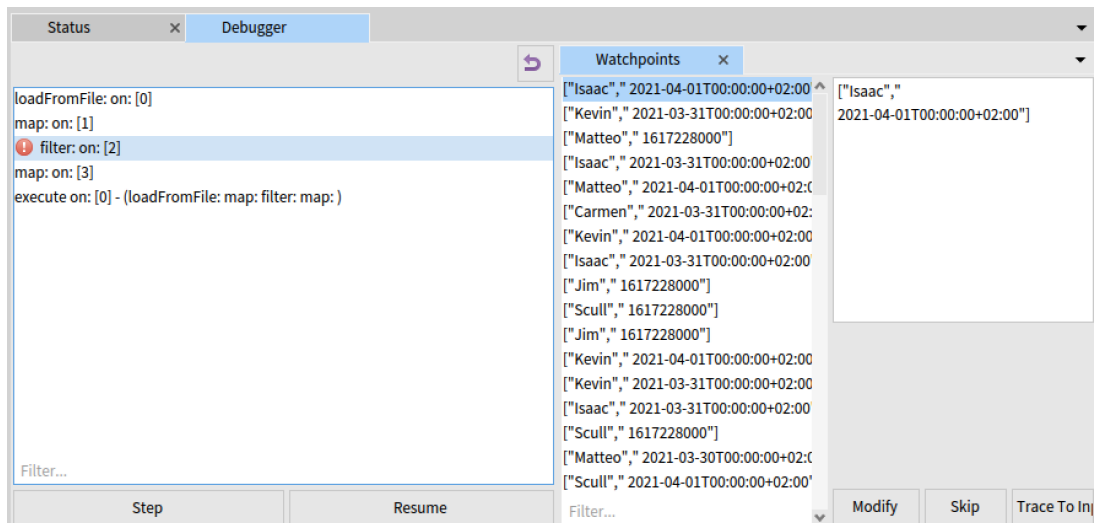 Status ×
Debugger
Watchpoints ×
loadFromFile: on: [0]
map: on: [1]
filter: on: [2]
map: on: [3]
execute on: [0] - (loadFromFile: map: filter: map: )
Filter...
Step
Resume
["Isaac"," 2021-04-01T00:00:00+02:00
["Kevin"," 2021-03-31T00:00:00+02:00
["Matteo"," 1617228000"]
["Isaac"," 2021-03-31T00:00:00+02:00
["Matteo"," 2021-04-01T00:00:00+02:0
["Carmen"," 2021-03-31T00:00:00+02:
["Kevin"," 2021-04-01T00:00:00+02:00
["Isaac"," 2021-03-31T00:00:00+02:00
["Jim"," 1617228000"]
["Scull"," 1617228000"]
["Jim"," 1617228000"]
["Kevin"," 2021-04-01T00:00:00+02:00
["Kevin"," 2021-03-31T00:00:00+02:00
["Isaac"," 2021-03-31T00:00:00+02:00
["Scull"," 1617228000"]
["Matteo"," 2021-03-30T00:00:00+02:0
["Scull"," 2021-04-01T00:00:00+02:00"
Filter...
["Isaac","
2021-04-01T00:00:00+02:00"]
Modify
Skip
Trace To Inp